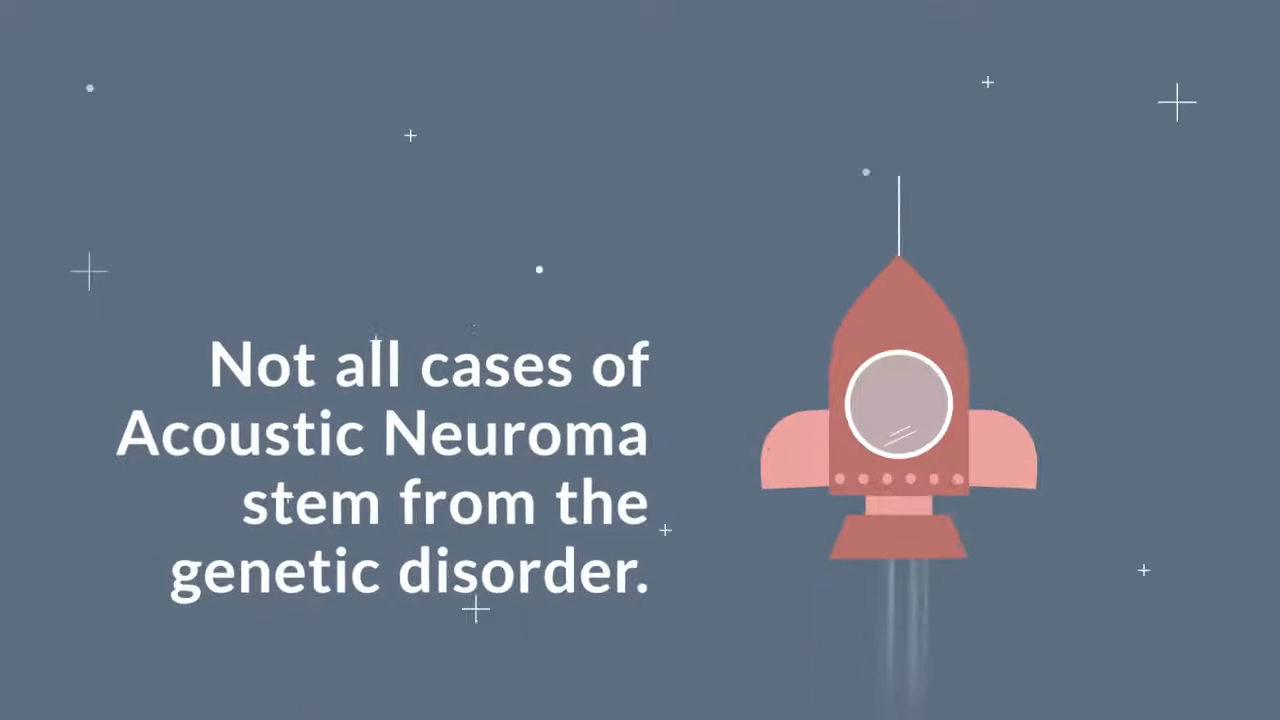 Not all cases of
Acoustic Neuroma
stem from the
genetic disorder.